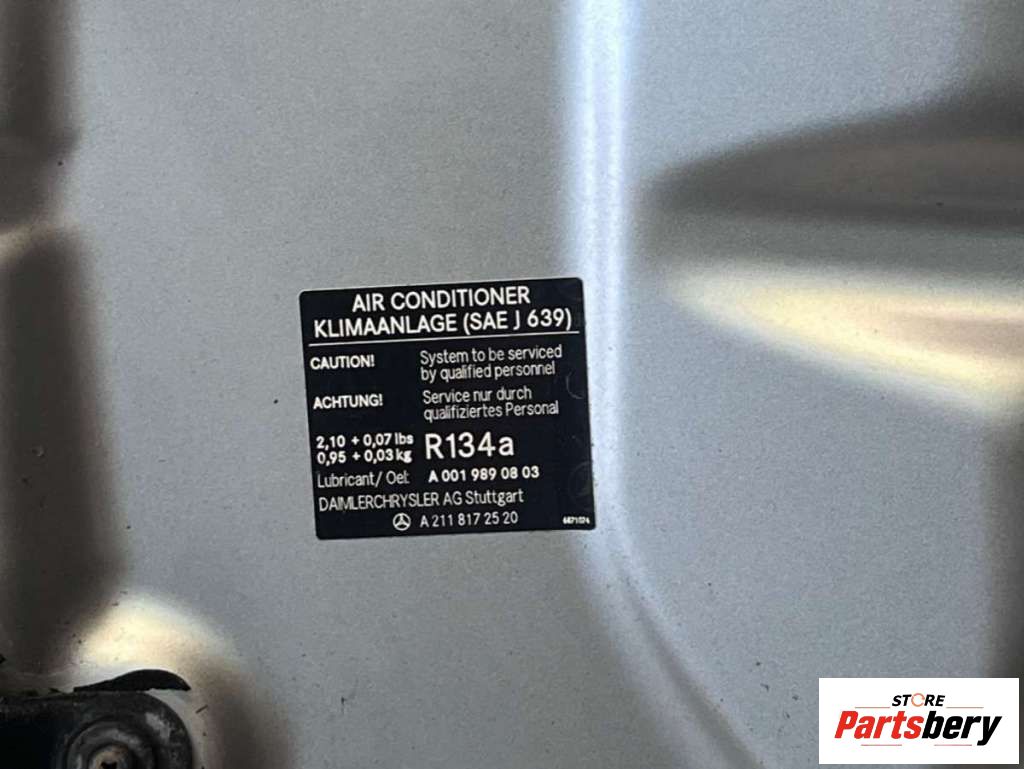 AIR CONDITIONER
KLIMAANLAGE (SAE J 639)
CAUTION! System to be serviced
by qualified personnel
ACHTUNG! Service nur durch
qualifiziertes Personal
2,10 + 0,07 lbs R134a
0,95 + 0,03 kg
Lubricant/ Oel: A 001 989 08 03
DAIMLERCHRYSLER AG Stuttgart
A 211 817 25 20 6871024
STORE
Partsbery